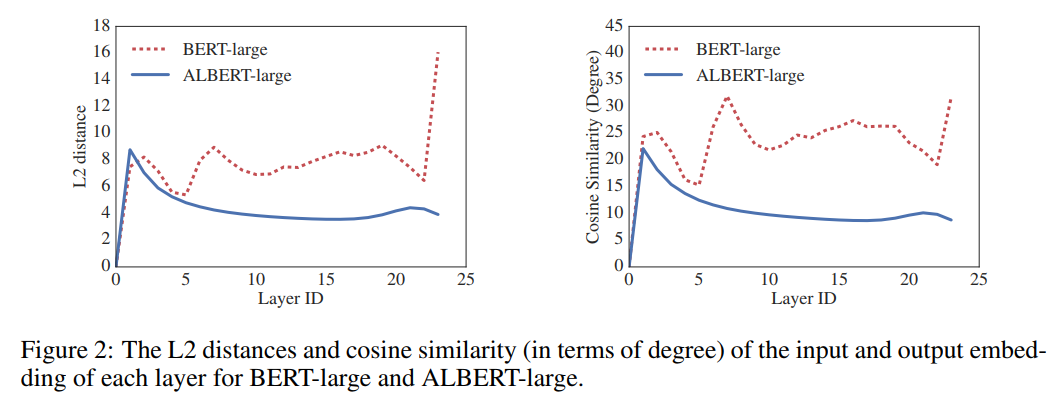 18
16
14
12
10
8
6
4
2
0
L2 distance
BERT-large
ALBERT-large
0 5 10 15 20 25
Layer ID
45
40
35
30
25
20
15
10
5
0
Cosine Similarity (Degree)
BERT-large
ALBERT-large
0 5 10 15 20 25
Layer ID
Figure 2: The L2 distances and cosine similarity (in terms of degree) of the input and output embed-
ding of each layer for BERT-large and ALBERT-large.